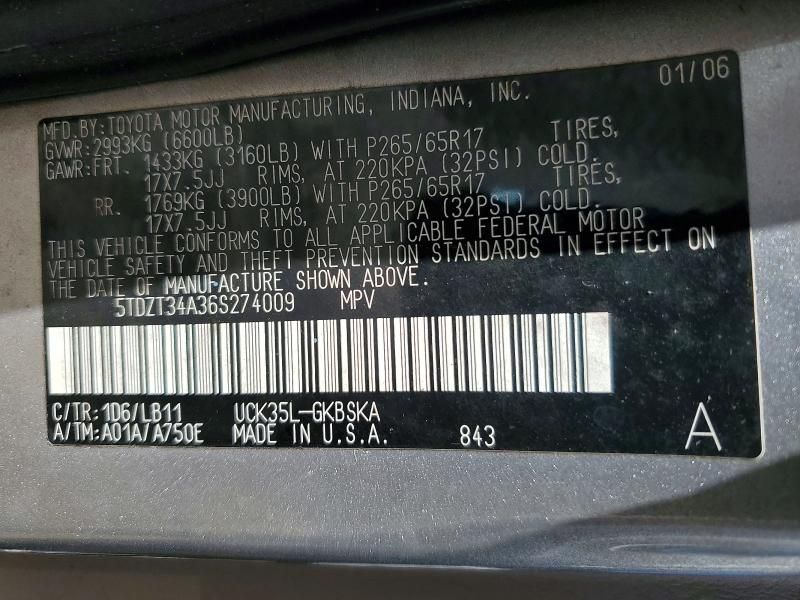 01/06
MFD.BY:TOYOTA MOTOR MANUFACTURING, INDIANA, INC.
GVWR:2993KG (6600LB)
GAWR:FRT. 1433KG (3160LB) WITH P265/65R17 TIRES,
17X7.5JJ RIMS, AT 220KPA (32PSI) COLD.
RR. 1769KG (3900LB) WITH P265/65R17 TIRES,
17X7.5JJ RIMS, AT 220KPA (32PSI) COLD.
THIS VEHICLE CONFORMS TO ALL APPLICABLE FEDERAL MOTOR
VEHICLE SAFETY AND THEFT PREVENTION STANDARDS IN EFFECT ON
THE DATE OF MANUFACTURE SHOWN ABOVE.
5TDZT34A36S274009 MPV
C/TR:1D6/LB11 UCK35L-GKBSKA
A/TM:A01A/A750E MADE IN U.S.A. 843 A